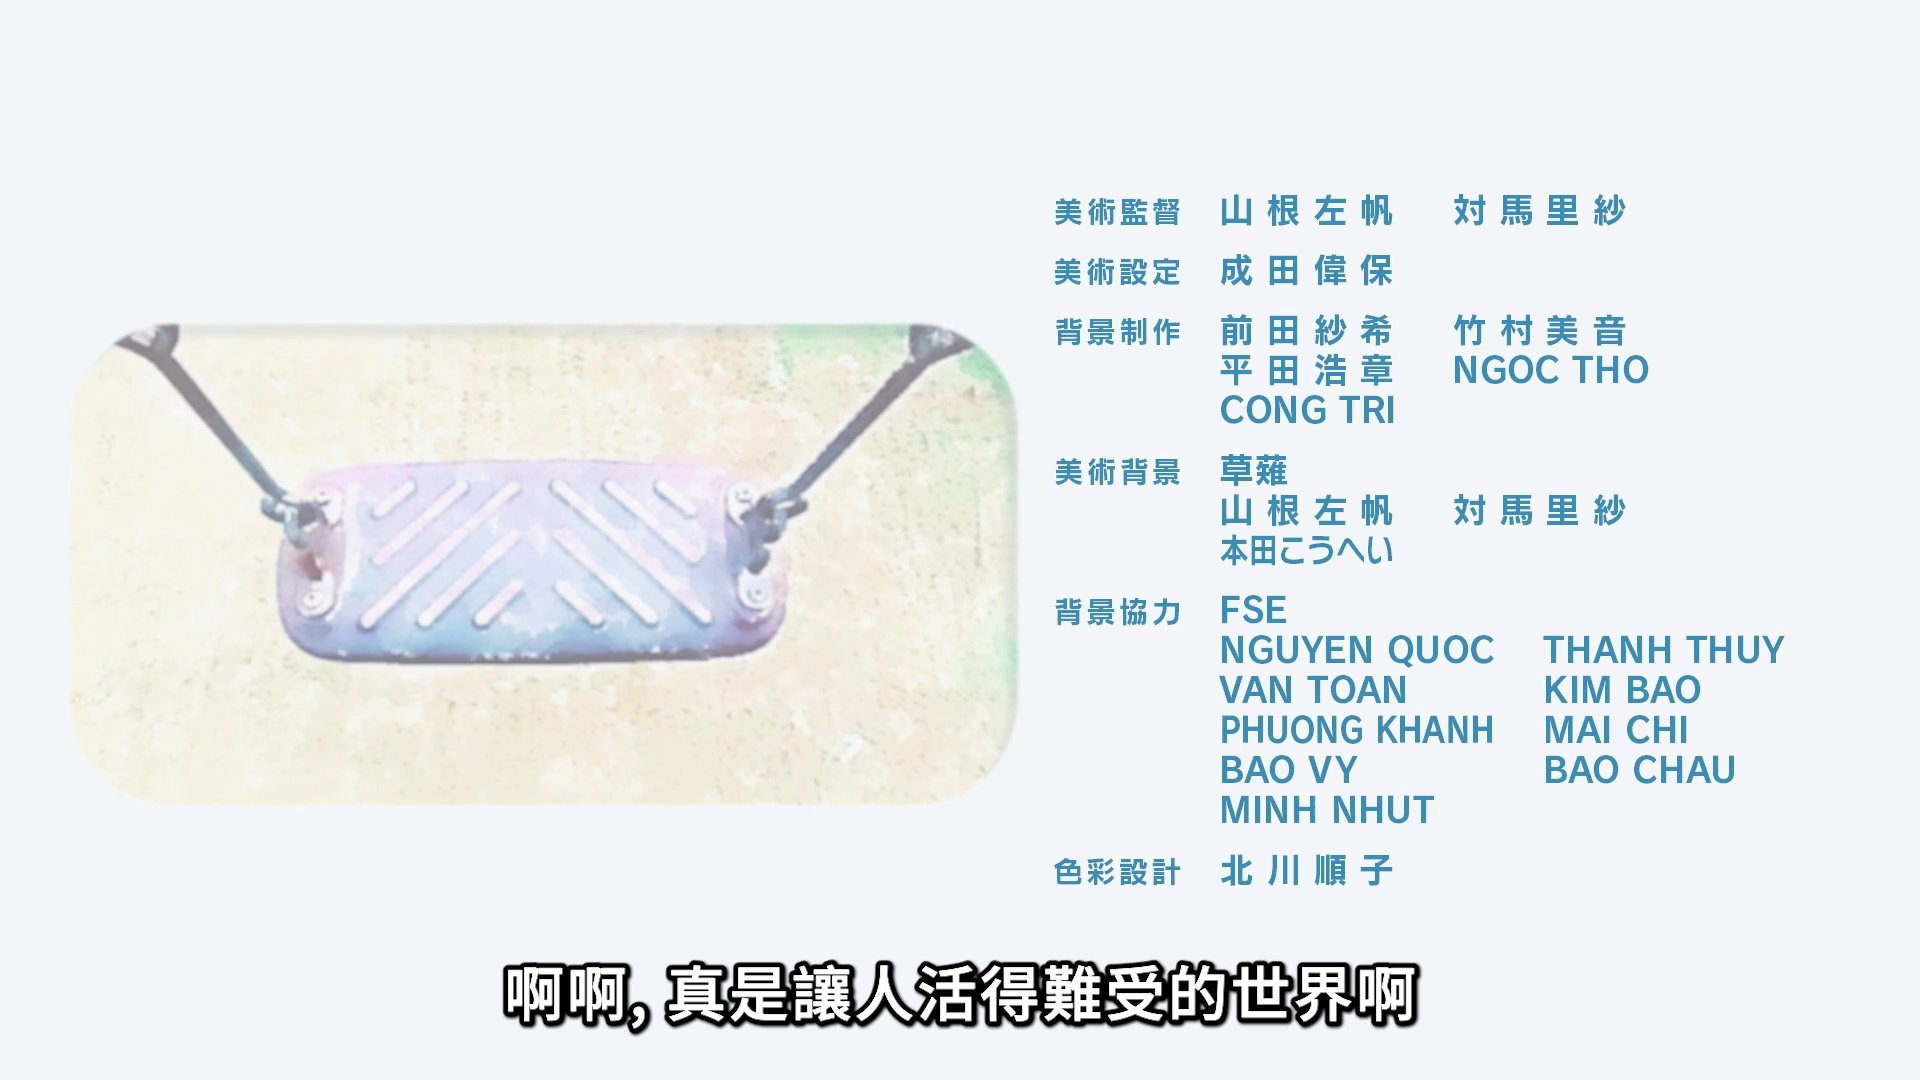 美術監督 山根左帆 対馬里紗
美術設定 成田偉保
背景制作 前田紗希 竹村美音
平田浩章 NGOC THO
CONG TRI
美術背景 草薙
山根左帆 対馬里紗
本田こうへい
背景協力 FSE
NGUYEN QUOC THANH THUY
VAN TOAN KIM BAO
PHUONG KHANH MAI CHI
BAO VY BAO CHAU
MINH NHUT
色彩設計 北川順子
啊啊, 真是讓人活得難受的世界啊